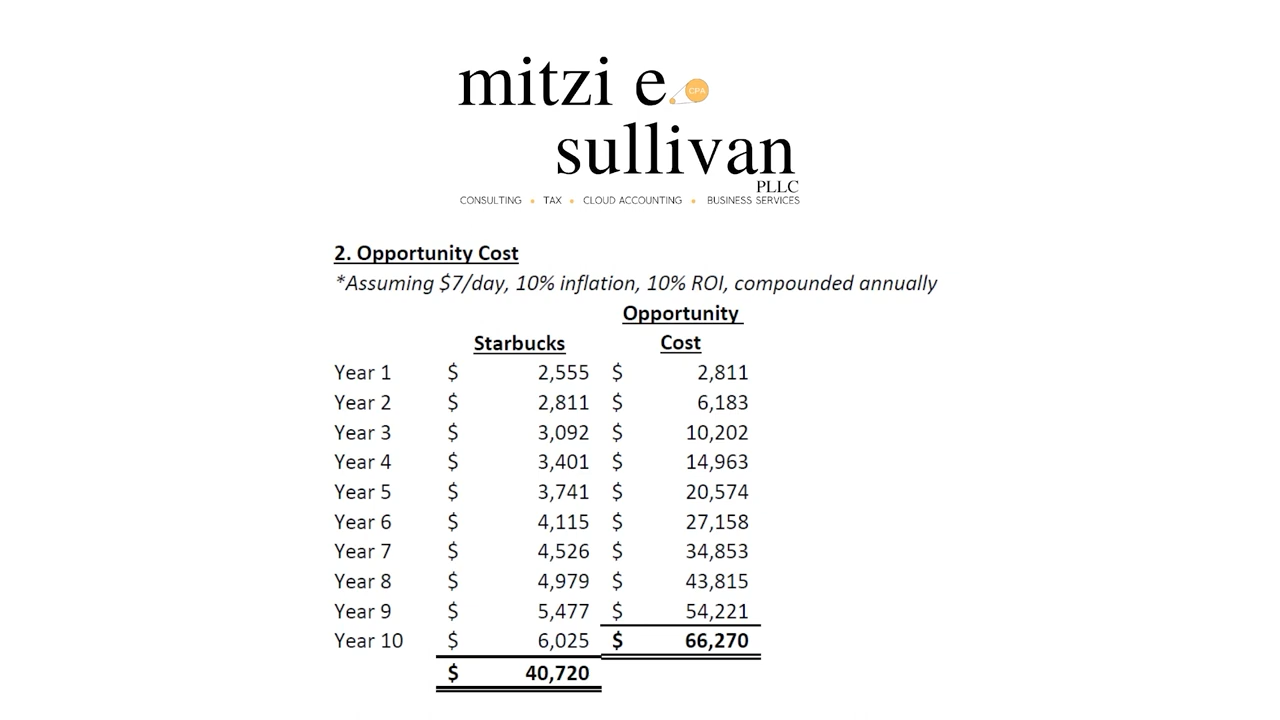 mitzi e.
CPA
sullivan
PLLC
CONSULTING • TAX • CLOUD ACCOUNTING • BUSINESS SERVICES
2. Opportunity Cost
*Assuming $7/day, 10% inflation, 10% ROI, compounded annually
Opportunity
Starbucks Cost
Year 1 $ 2,555 $ 2,811
Year 2 $ 2,811 $ 6,183
Year 3 $ 3,092 $ 10,202
Year 4 $ 3,401 $ 14,963
Year 5 $ 3,741 $ 20,574
Year 6 $ 4,115 $ 27,158
Year 7 $ 4,526 $ 34,853
Year 8 $ 4,979 $ 43,815
Year 9 $ 5,477 $ 54,221
Year 10 $ 6,025 $ 66,270
$ 40,720